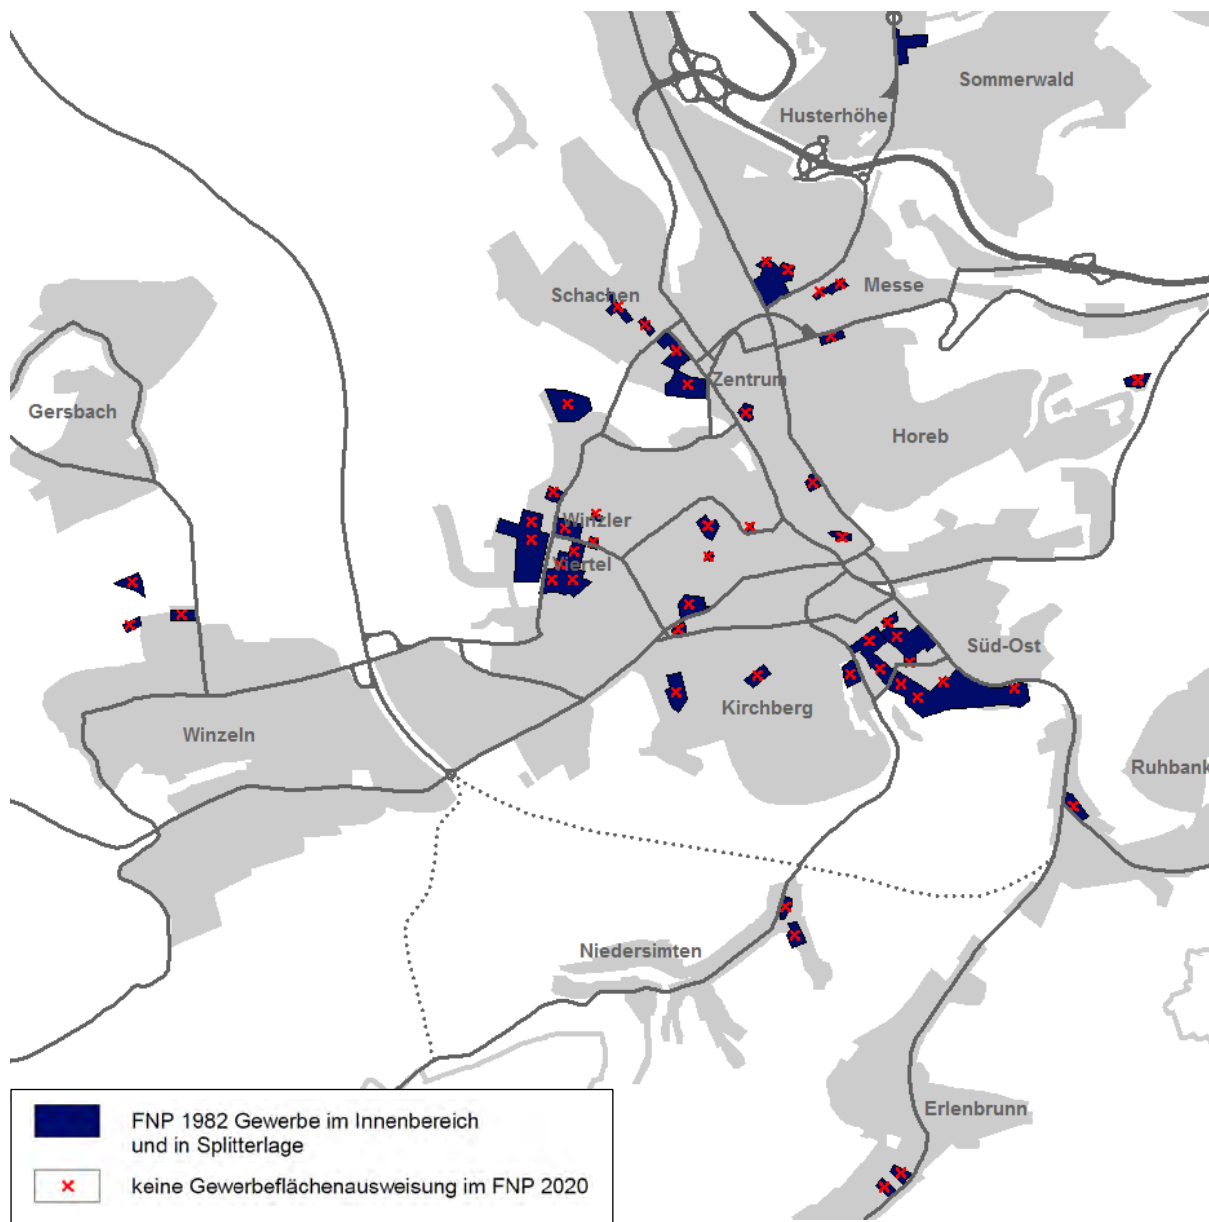 Sommerwald
Husterhöhe
Schachen
Messe
Zentrum
Gersbach
Horeb
Winzler
Viertel
Süd-Ost
Kirchberg
Winzeln
Ruhbank
Niedersimten
Erlenbrunn
FNP 1982 Gewerbe im Innenbereich
und in Splitterlage
keine Gewerbeflächenausweisung im FNP 2020